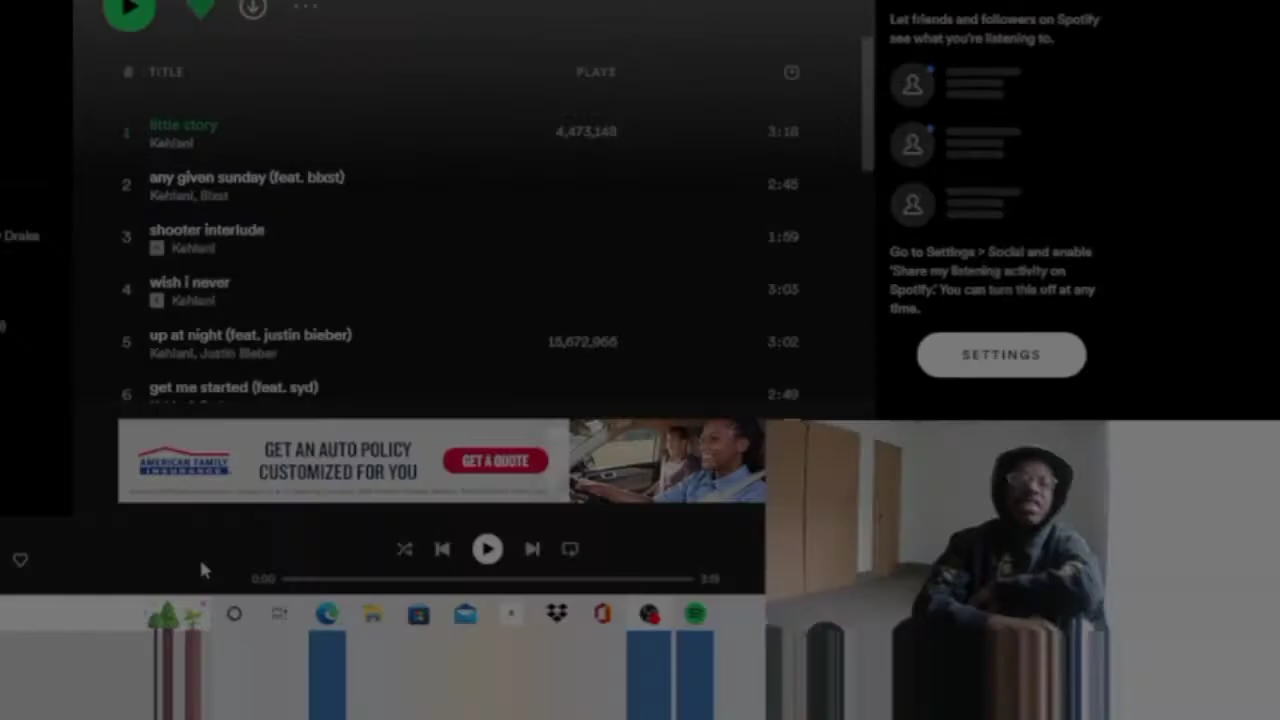 Let friends and followers on Spotify
see what you're listening to.
# TITLE PLAYS
1 little story 4,473,148 3:18
Kehlani
2 any given sunday (feat. blxst) 2:45
Kehlani, Blxst
3 shooter interlude 1:59
E Kehlani
4 wish i never 3:03
E Kehlani
5 up at night (feat. justin bieber) 15,672,966 3:02
Kehlani, Justin Bieber
6 get me started (feat. syd) 2:49
Drake
Go to Settings > Social and enable
'Share my listening activity on
Spotify.' You can turn this off at any
time.
SETTINGS
AMERICAN FAMILY
INSURANCE
GET AN AUTO POLICY
CUSTOMIZED FOR YOU
GET A QUOTE
0:00 3:19